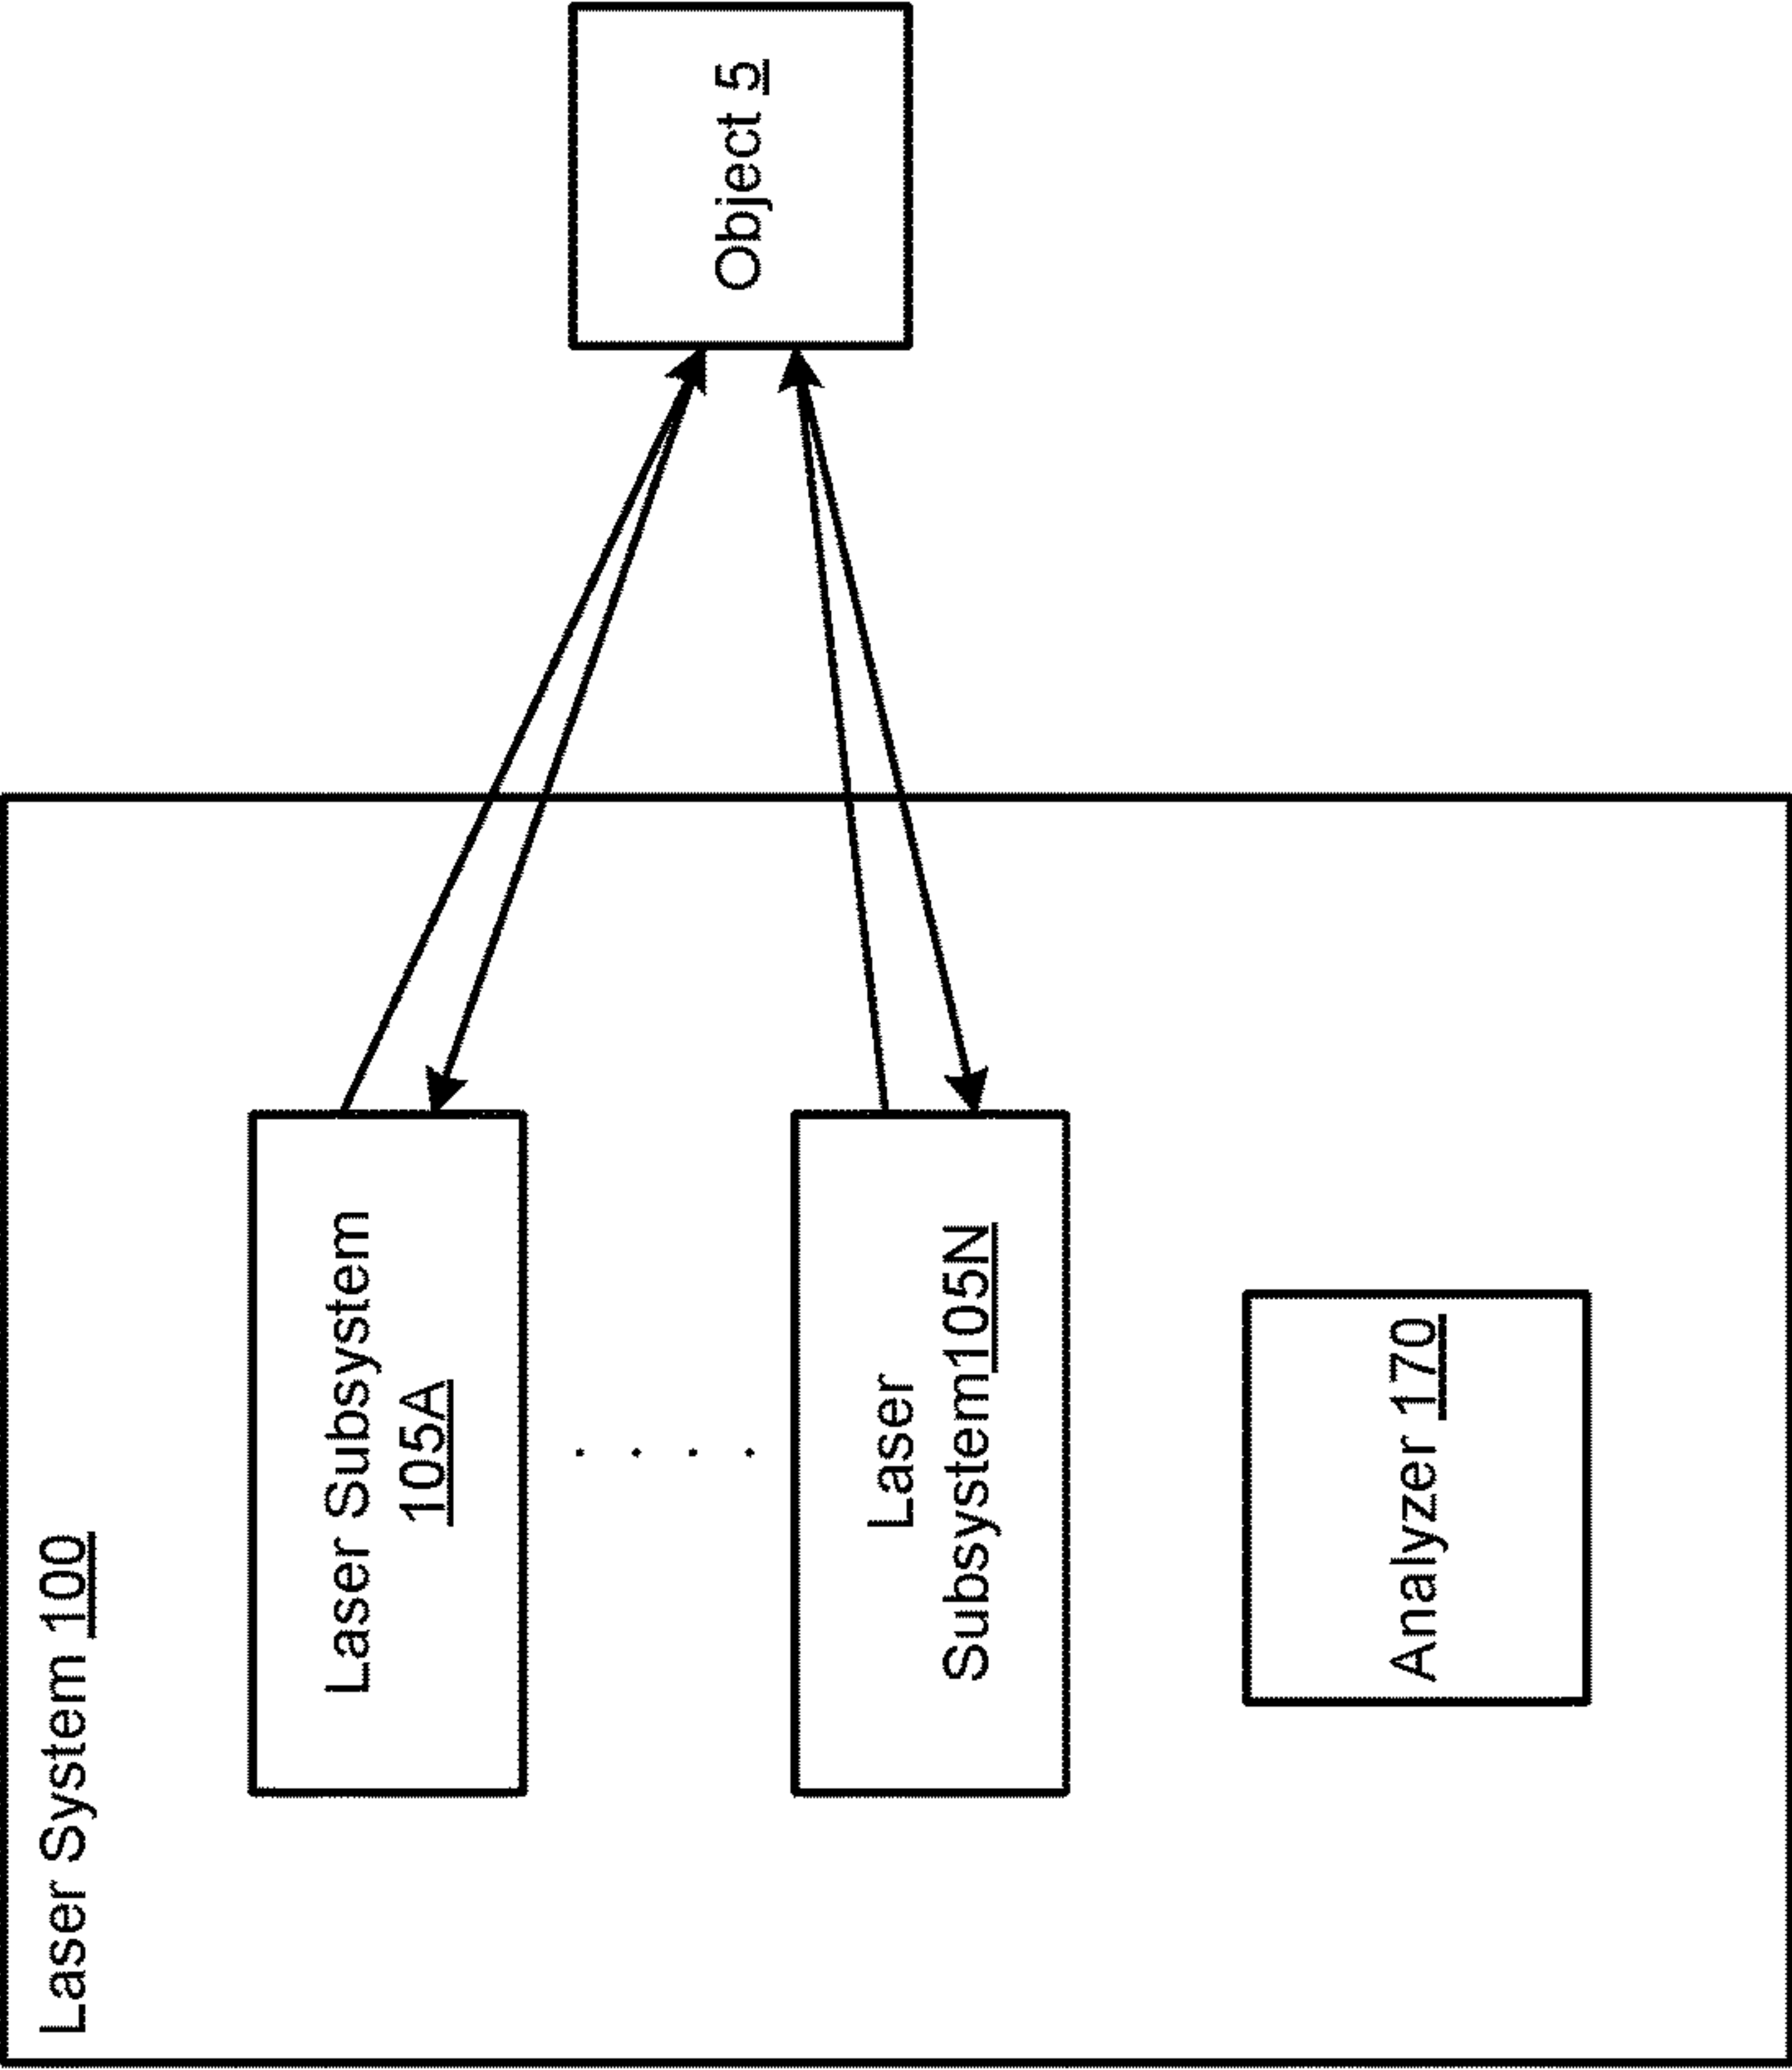 Laser System 100
Laser Subsystem
105A
Laser
Subsystem105N
Analyzer 170
Object 5